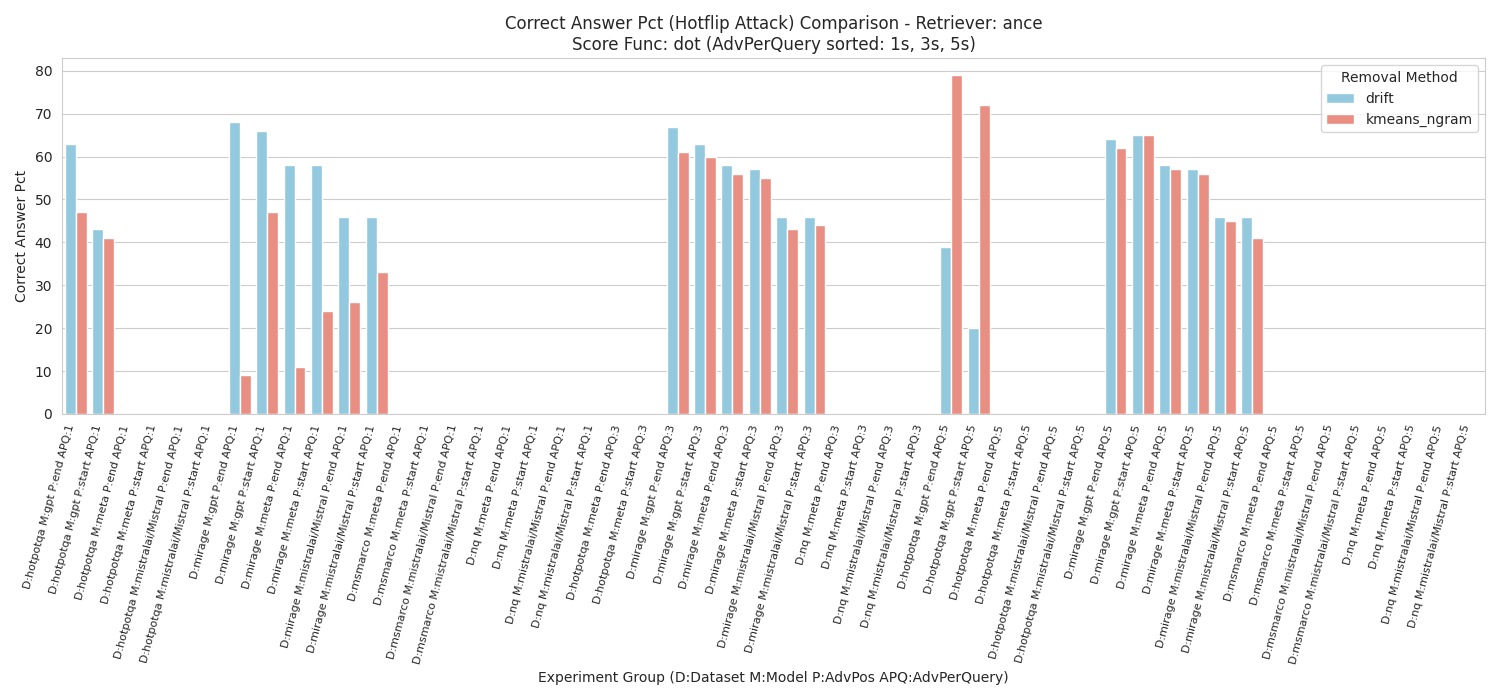 Correct Answer Pct (Hotflip Attack) Comparison - Retriever: ance
Score Func: dot (AdvPerQuery sorted: 1s, 3s, 5s)
Removal Method
drift
kmeans_ngram
Correct Answer Pct
80
70
60
50
40
30
20
10
0
D:hotpotqa M:gpt P:end APQ:1
D:hotpotqa M:gpt P:start APQ:1
D:hotpotqa M:meta P:end APQ:1
D:hotpotqa M:meta P:start APQ:1
D:hotpotqa M:mistralai/Mistral P:end APQ:1
D:hotpotqa M:mistralai/Mistral P:start APQ:1
D:mirage M:gpt P:end APQ:1
D:mirage M:gpt P:start APQ:1
D:mirage M:meta P:end APQ:1
D:mirage M:meta P:start APQ:1
D:mirage M:mistralai/Mistral P:end APQ:1
D:mirage M:mistralai/Mistral P:start APQ:1
D:msmarco M:meta P:end APQ:1
D:msmarco M:meta P:start APQ:1
D:msmarco M:mistralai/Mistral P:end APQ:1
D:msmarco M:mistralai/Mistral P:start APQ:1
D:nq M:meta P:end APQ:1
D:nq M:meta P:start APQ:1
D:nq M:mistralai/Mistral P:end APQ:1
D:nq M:mistralai/Mistral P:start APQ:1
D:hotpotqa M:meta P:end APQ:3
D:hotpotqa M:meta P:start APQ:3
D:mirage M:gpt P:end APQ:3
D:mirage M:gpt P:start APQ:3
D:mirage M:meta P:end APQ:3
D:mirage M:meta P:start APQ:3
D:mirage M:mistralai/Mistral P:end APQ:3
D:mirage M:mistralai/Mistral P:start APQ:3
D:nq M:meta P:end APQ:3
D:nq M:meta P:start APQ:3
D:nq M:mistralai/Mistral P:end APQ:3
D:nq M:mistralai/Mistral P:start APQ:3
D:hotpotqa M:gpt P:end APQ:5
D:hotpotqa M:gpt P:start APQ:5
D:hotpotqa M:meta P:end APQ:5
D:hotpotqa M:meta P:start APQ:5
D:hotpotqa M:mistralai/Mistral P:end APQ:5
D:hotpotqa M:mistralai/Mistral P:start APQ:5
D:mirage M:gpt P:end APQ:5
D:mirage M:gpt P:start APQ:5
D:mirage M:meta P:end APQ:5
D:mirage M:meta P:start APQ:5
D:mirage M:mistralai/Mistral P:end APQ:5
D:mirage M:mistralai/Mistral P:start APQ:5
D:msmarco M:meta P:end APQ:5
D:msmarco M:meta P:start APQ:5
D:msmarco M:mistralai/Mistral P:end APQ:5
D:msmarco M:mistralai/Mistral P:start APQ:5
D:nq M:meta P:end APQ:5
D:nq M:meta P:start APQ:5
D:nq M:mistralai/Mistral P:end APQ:5
D:nq M:mistralai/Mistral P:start APQ:5
Experiment Group (D:Dataset M:Model P:AdvPos APQ:AdvPerQuery)